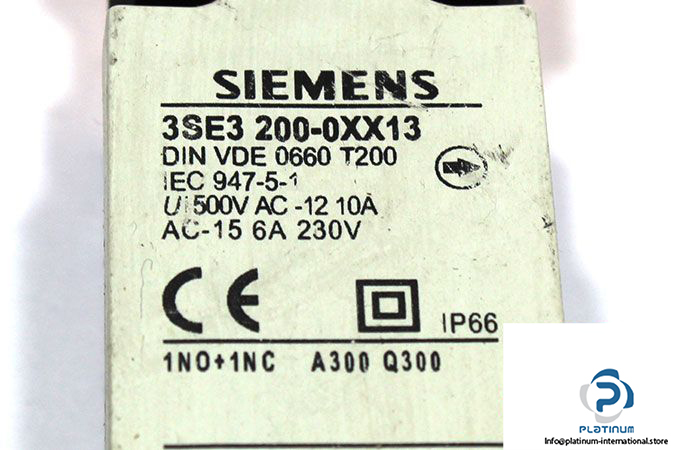 SIEMENS
3SE3 200-0XX13
DIN VDE 0660 T200
IEC 947-5-1
Ui 500V AC -12 10A
AC-15 6A 230V
CE
IP66
1NO+1NC A300 Q300
PLATINUM
Info@platinum-international.store